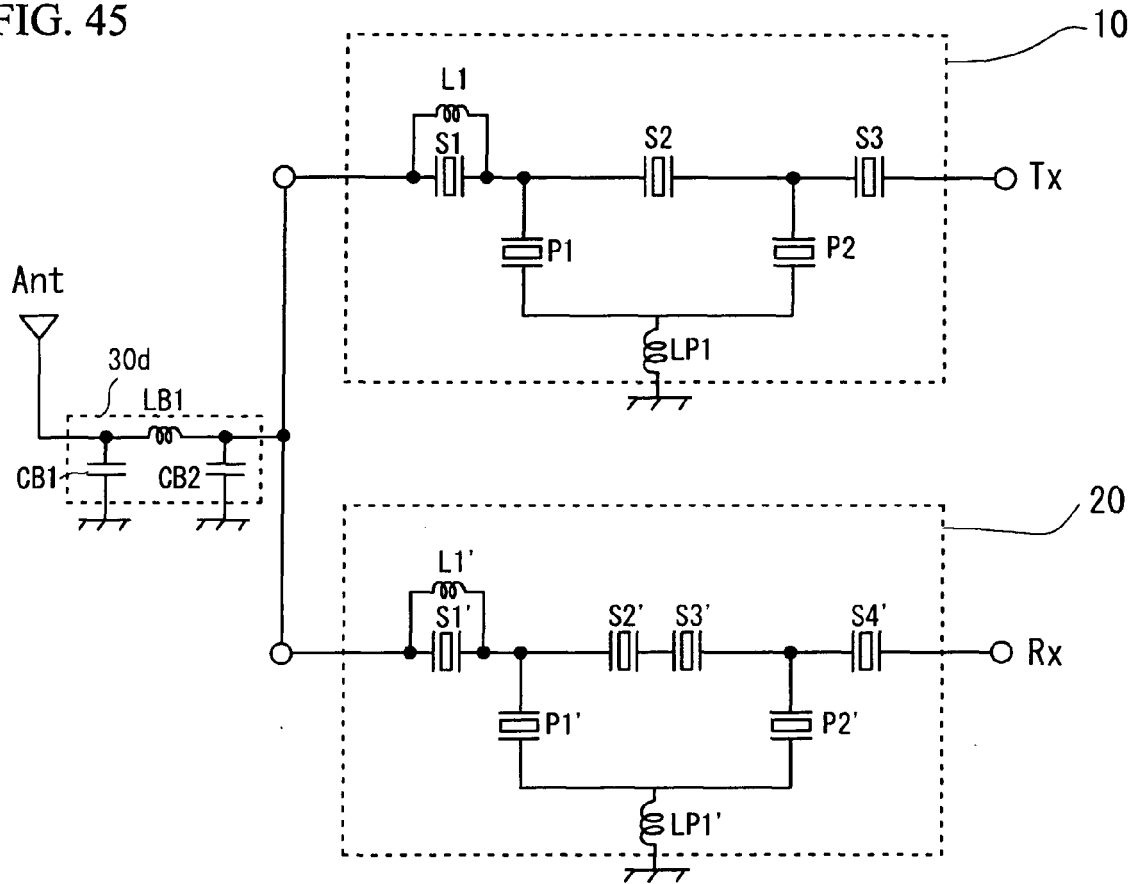 FIG. 45
10
L1
S1
S2
S3
Tx
P1
P2
LP1
Ant
30d
LB1
CB1
CB2
20
L1'
S1'
S2'
S3'
S4'
Rx
P1'
P2'
LP1'